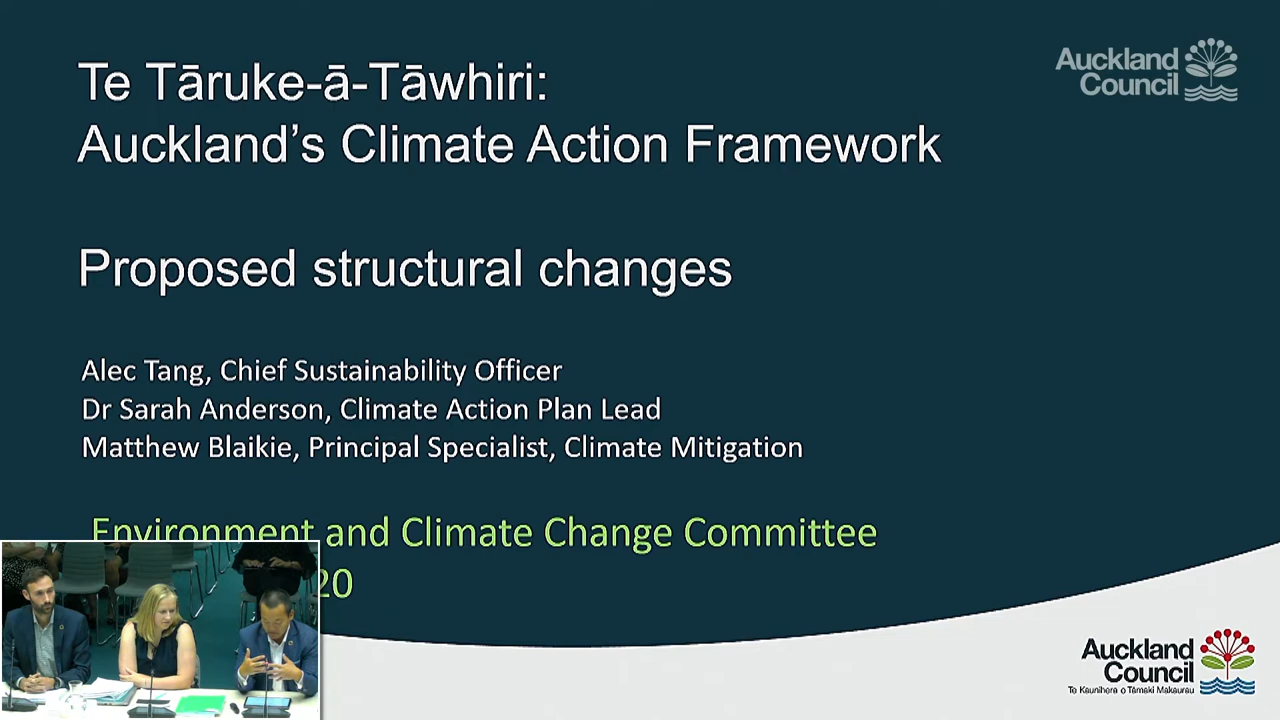 Te Tāruke-ā-Tāwhiri:
Auckland's Climate Action Framework
Auckland
Council
Proposed structural changes
Alec Tang, Chief Sustainability Officer
Dr Sarah Anderson, Climate Action Plan Lead
Matthew Blaikie, Principal Specialist, Climate Mitigation
Environment and Climate Change Committee
20
Auckland
Council
Te Kaunihera o Tāmaki Makaurau